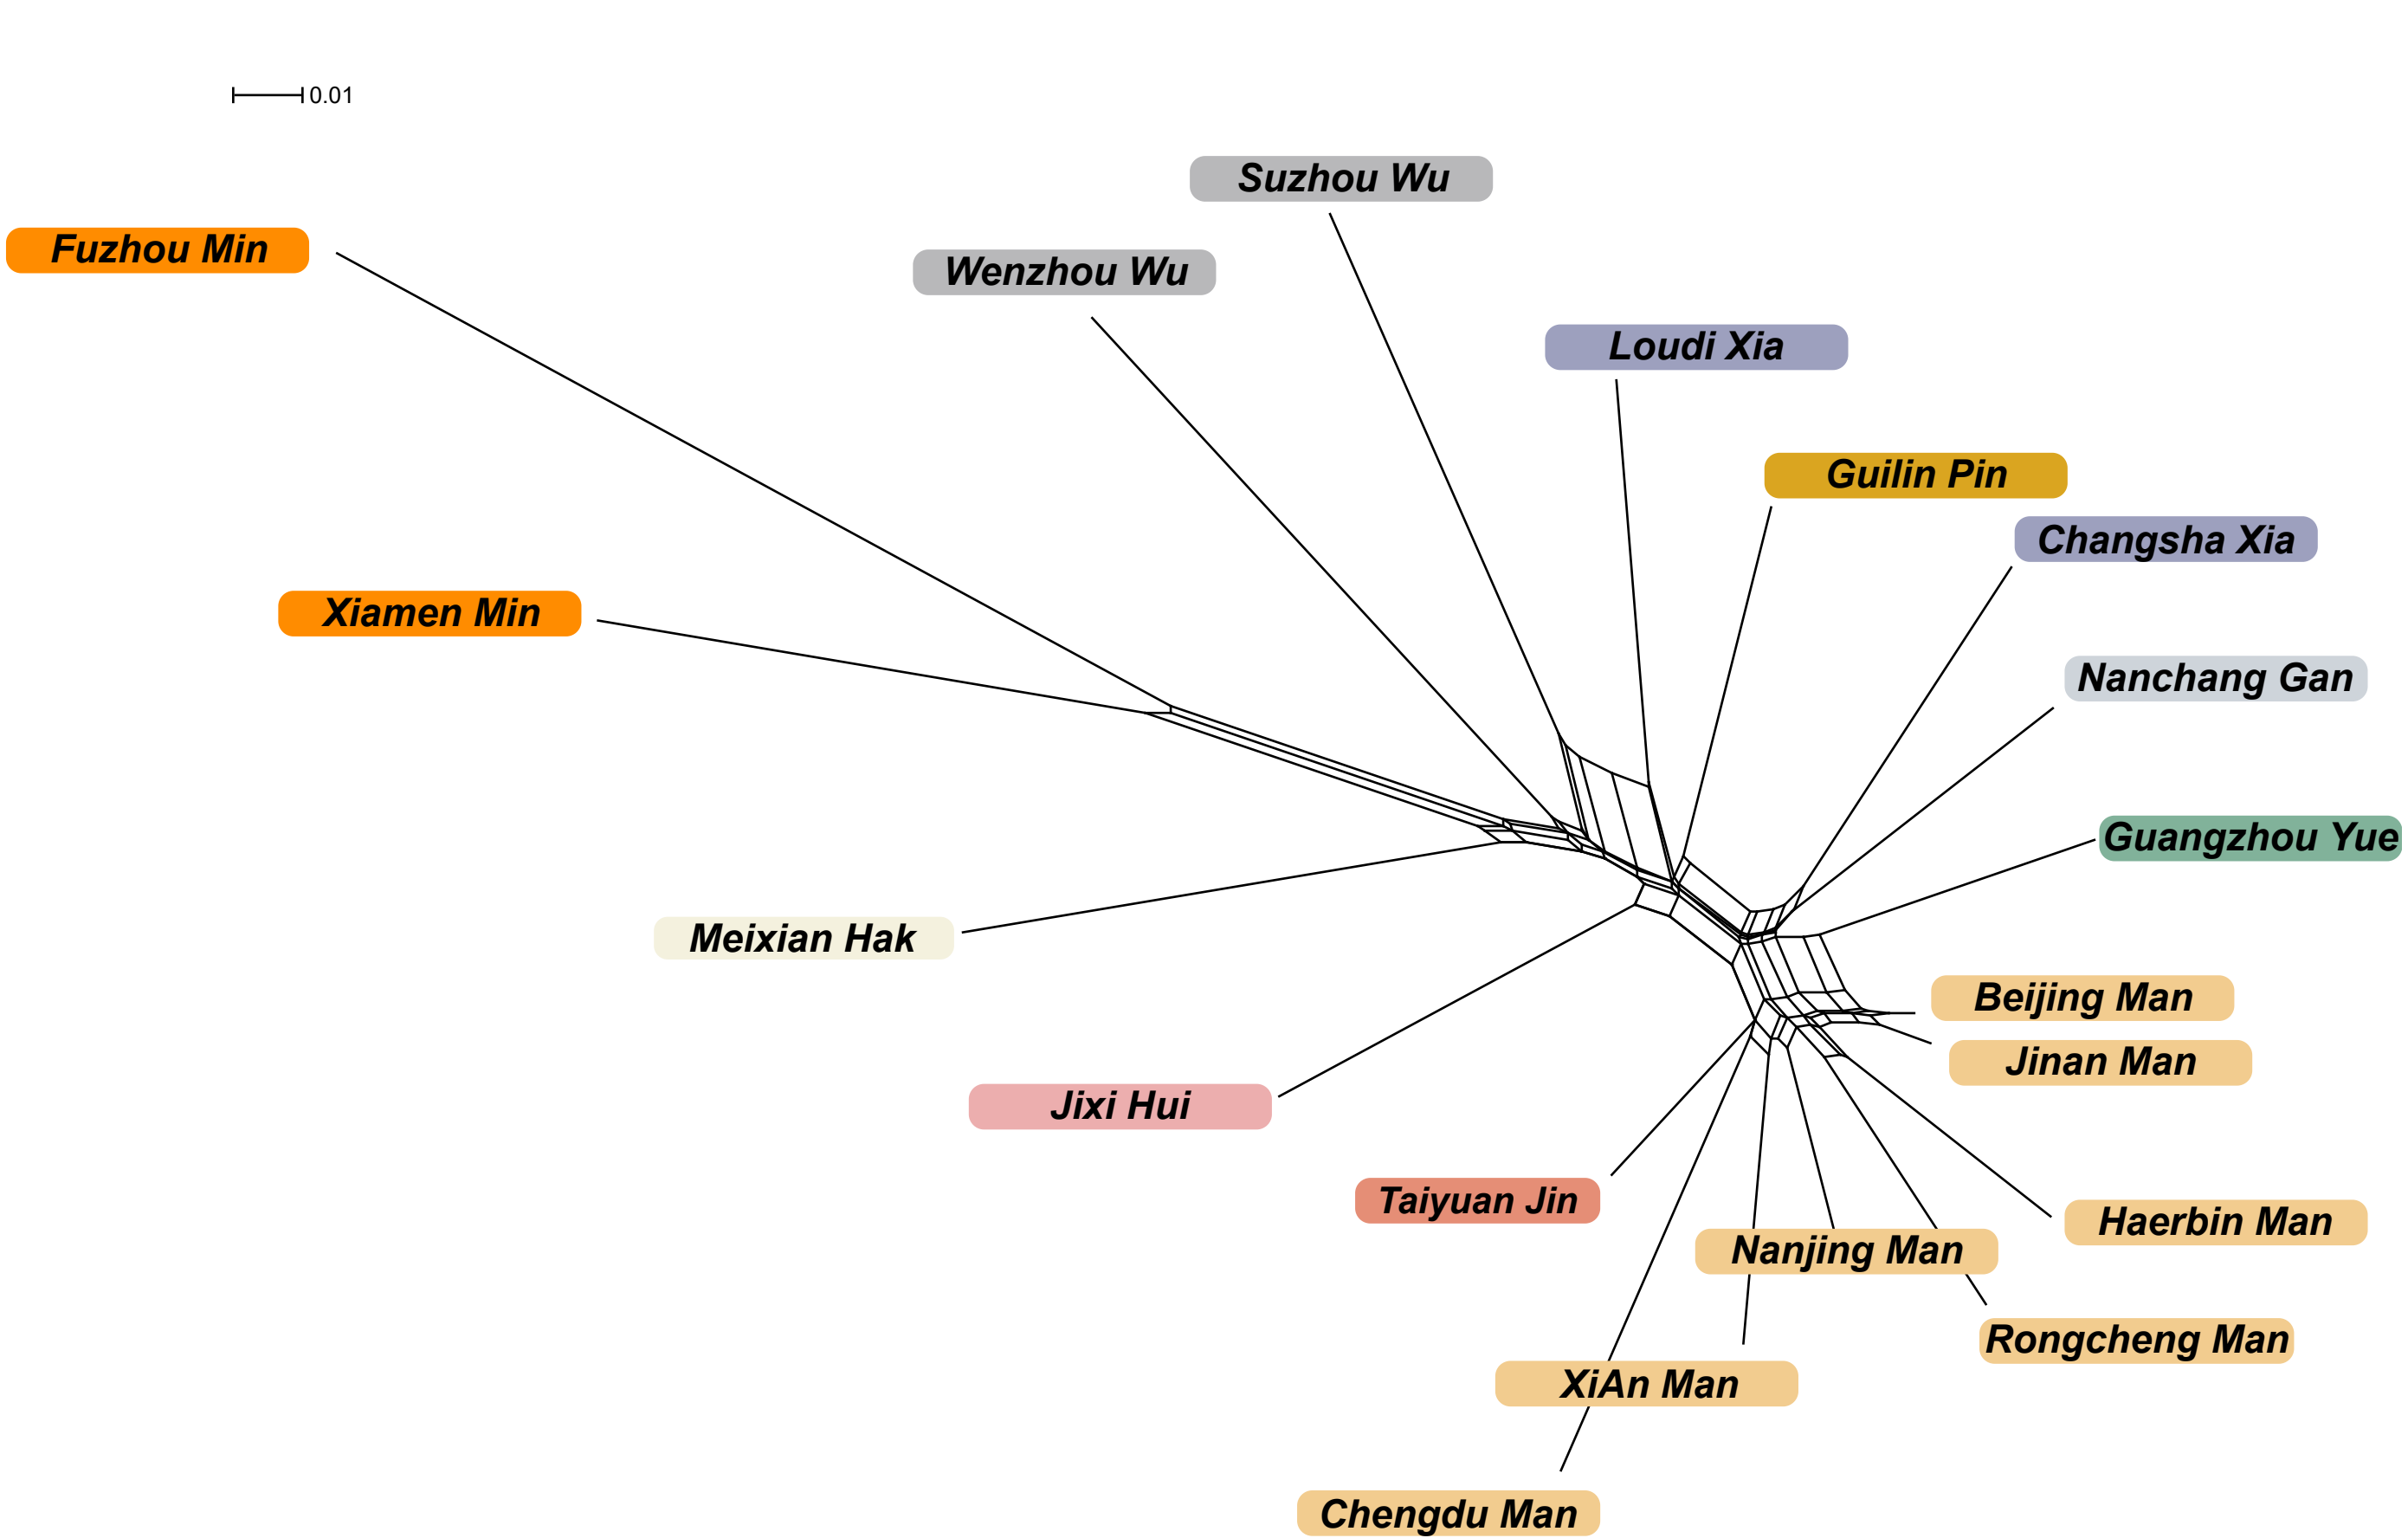 0.01
Suzhou Wu
Fuzhou Min
Wenzhou Wu
Loudi Xia
Guilin Pin
Changsha Xia
Xiamen Min
Nanchang Gan
Guangzhou Yue
Meixian Hak
Beijing Man
Jinan Man
Jixi Hui
Taiyuan Jin
Haerbin Man
Nanjing Man
Rongcheng Man
XiAn Man
Chengdu Man